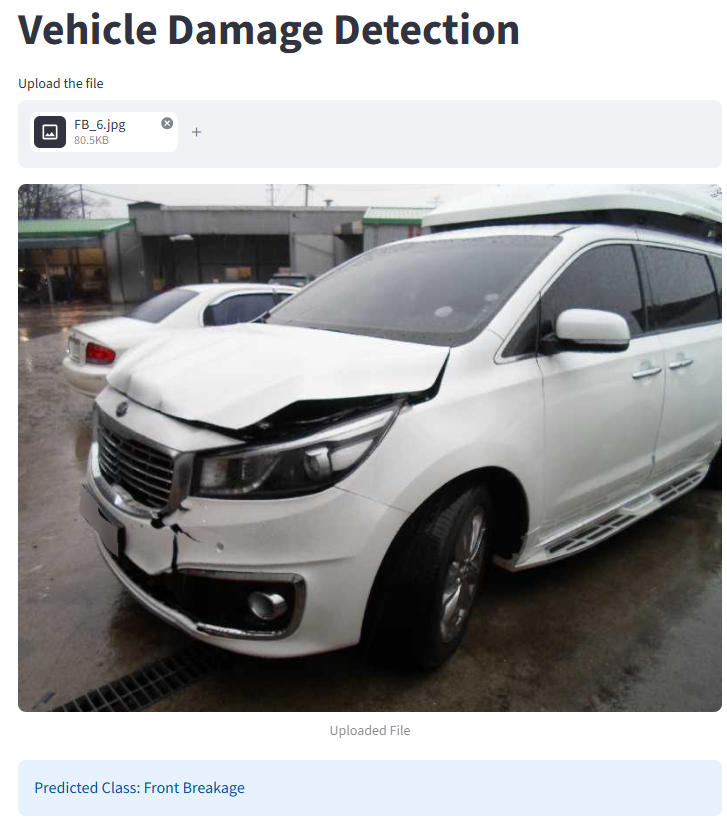 Vehicle Damage Detection
Upload the file
FB_6.jpg
80.5KB
Uploaded File
Predicted Class: Front Breakage